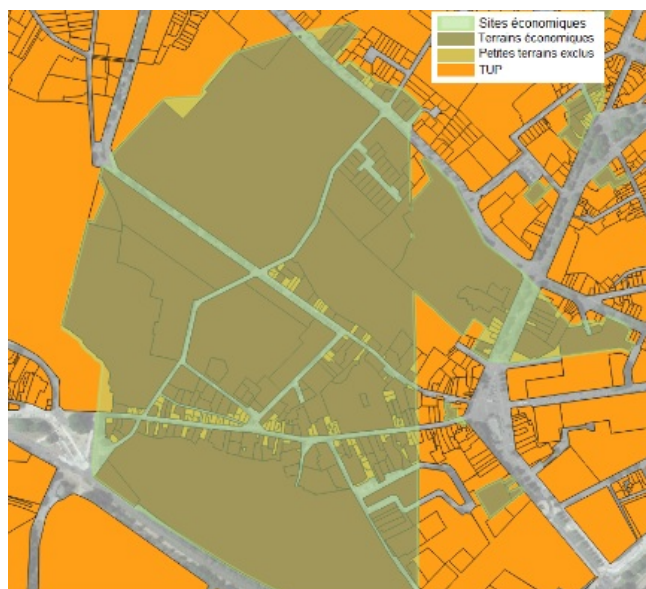 Sites économiques
Terrains économiques
Petites terrains exclus
TUP